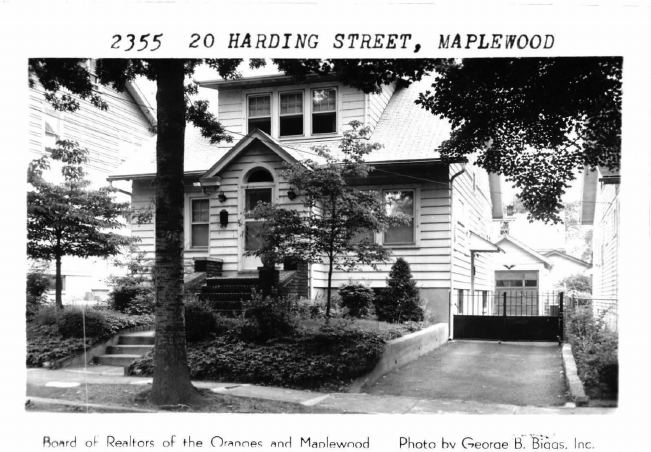 2355 20 HARDING STREET, MAPLEWOOD
Board of Realtors of the Oranges and Maplewood Photo by George B. Biggs, Inc.